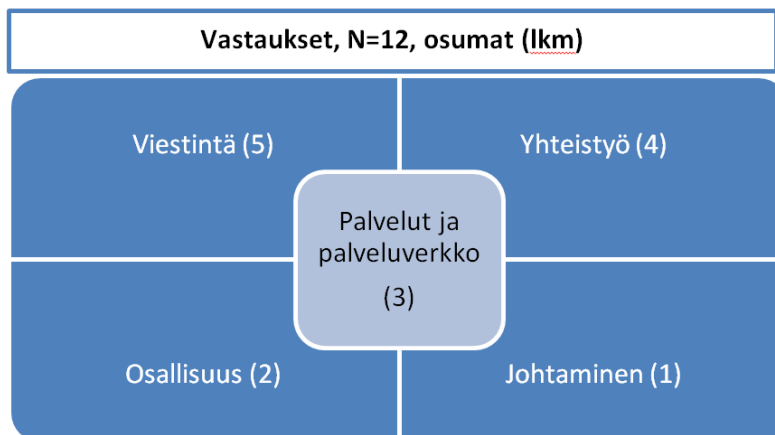 Vastaukset, N=12, osumat (lkm)
Viestintä (5)
Yhteistyö (4)
Palvelut ja
palveluverkko
(3)
Osallisuus (2)
Johtaminen (1)